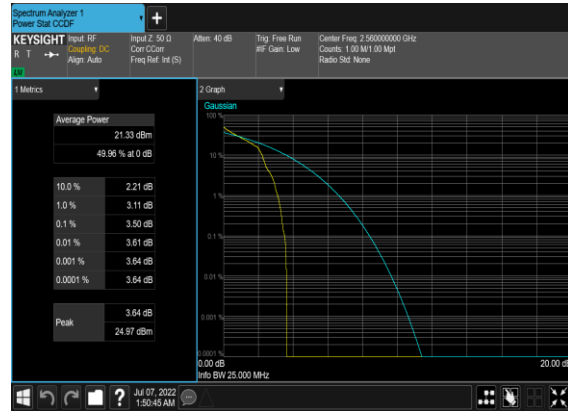 Spectrum Analyzer 1
Power Stat CCDF
KEYSIGHT
R T
LXI
Input: RF
Coupling: DC
Align: Auto
Input Z: 50 Ω
Corr CCorr
Freq Ref: Int (S)
Atten: 40 dB
Trig: Free Run
#IF Gain: Low
Center Freq: 2.560000000 GHz
Counts: 1.00 M/1.00 Mpt
Radio Std: None
1 Metrics
Average Power
21.33 dBm
49.96 % at 0 dB
10.0 % 2.21 dB
1.0 % 3.11 dB
0.1 % 3.50 dB
0.01 % 3.61 dB
0.001 % 3.64 dB
0.0001 % 3.64 dB
Peak 3.64 dB
24.97 dBm
2 Graph
Gaussian
100 %
10 %
1 %
0.1 %
0.01 %
0.001 %
0.0001 %
0.00 dB
20.00 dB
Info BW 25.000 MHz
?
Jul 07, 2022
1:50:45 AM